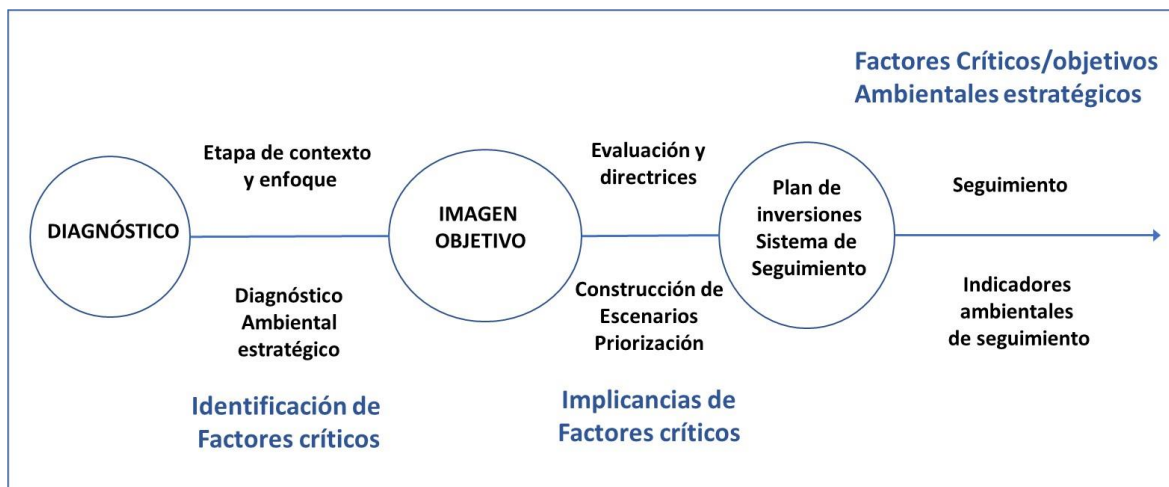 Factores Críticos/objetivos
Ambientales estratégicos
DIAGNÓSTICO
Etapa de contexto
y enfoque
Diagnóstico
Ambiental
estratégico
Identificación de
Factores críticos
IMAGEN
OBJETIVO
Evaluación y
directrices
Construcción de
Escenarios
Priorización
Implicancias de
Factores críticos
Plan de
inversiones
Sistema de
Seguimiento
Seguimiento
Indicadores
ambientales
de seguimiento